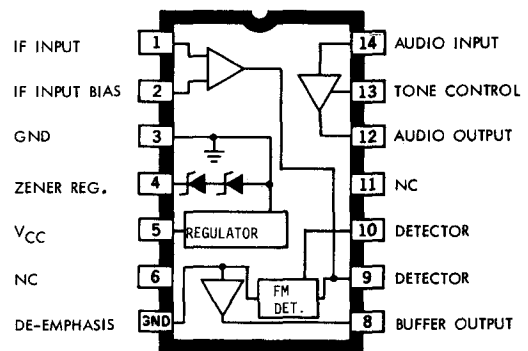 IF INPUT 1 14 AUDIO INPUT
IF INPUT BIAS 2 13 TONE CONTROL
GND 3 12 AUDIO OUTPUT
ZENER REG. 4 11 NC
VCC 5 REGULATOR 10 DETECTOR
NC 6 FM DET. 9 DETECTOR
DE-EMPHASIS GND 8 BUFFER OUTPUT